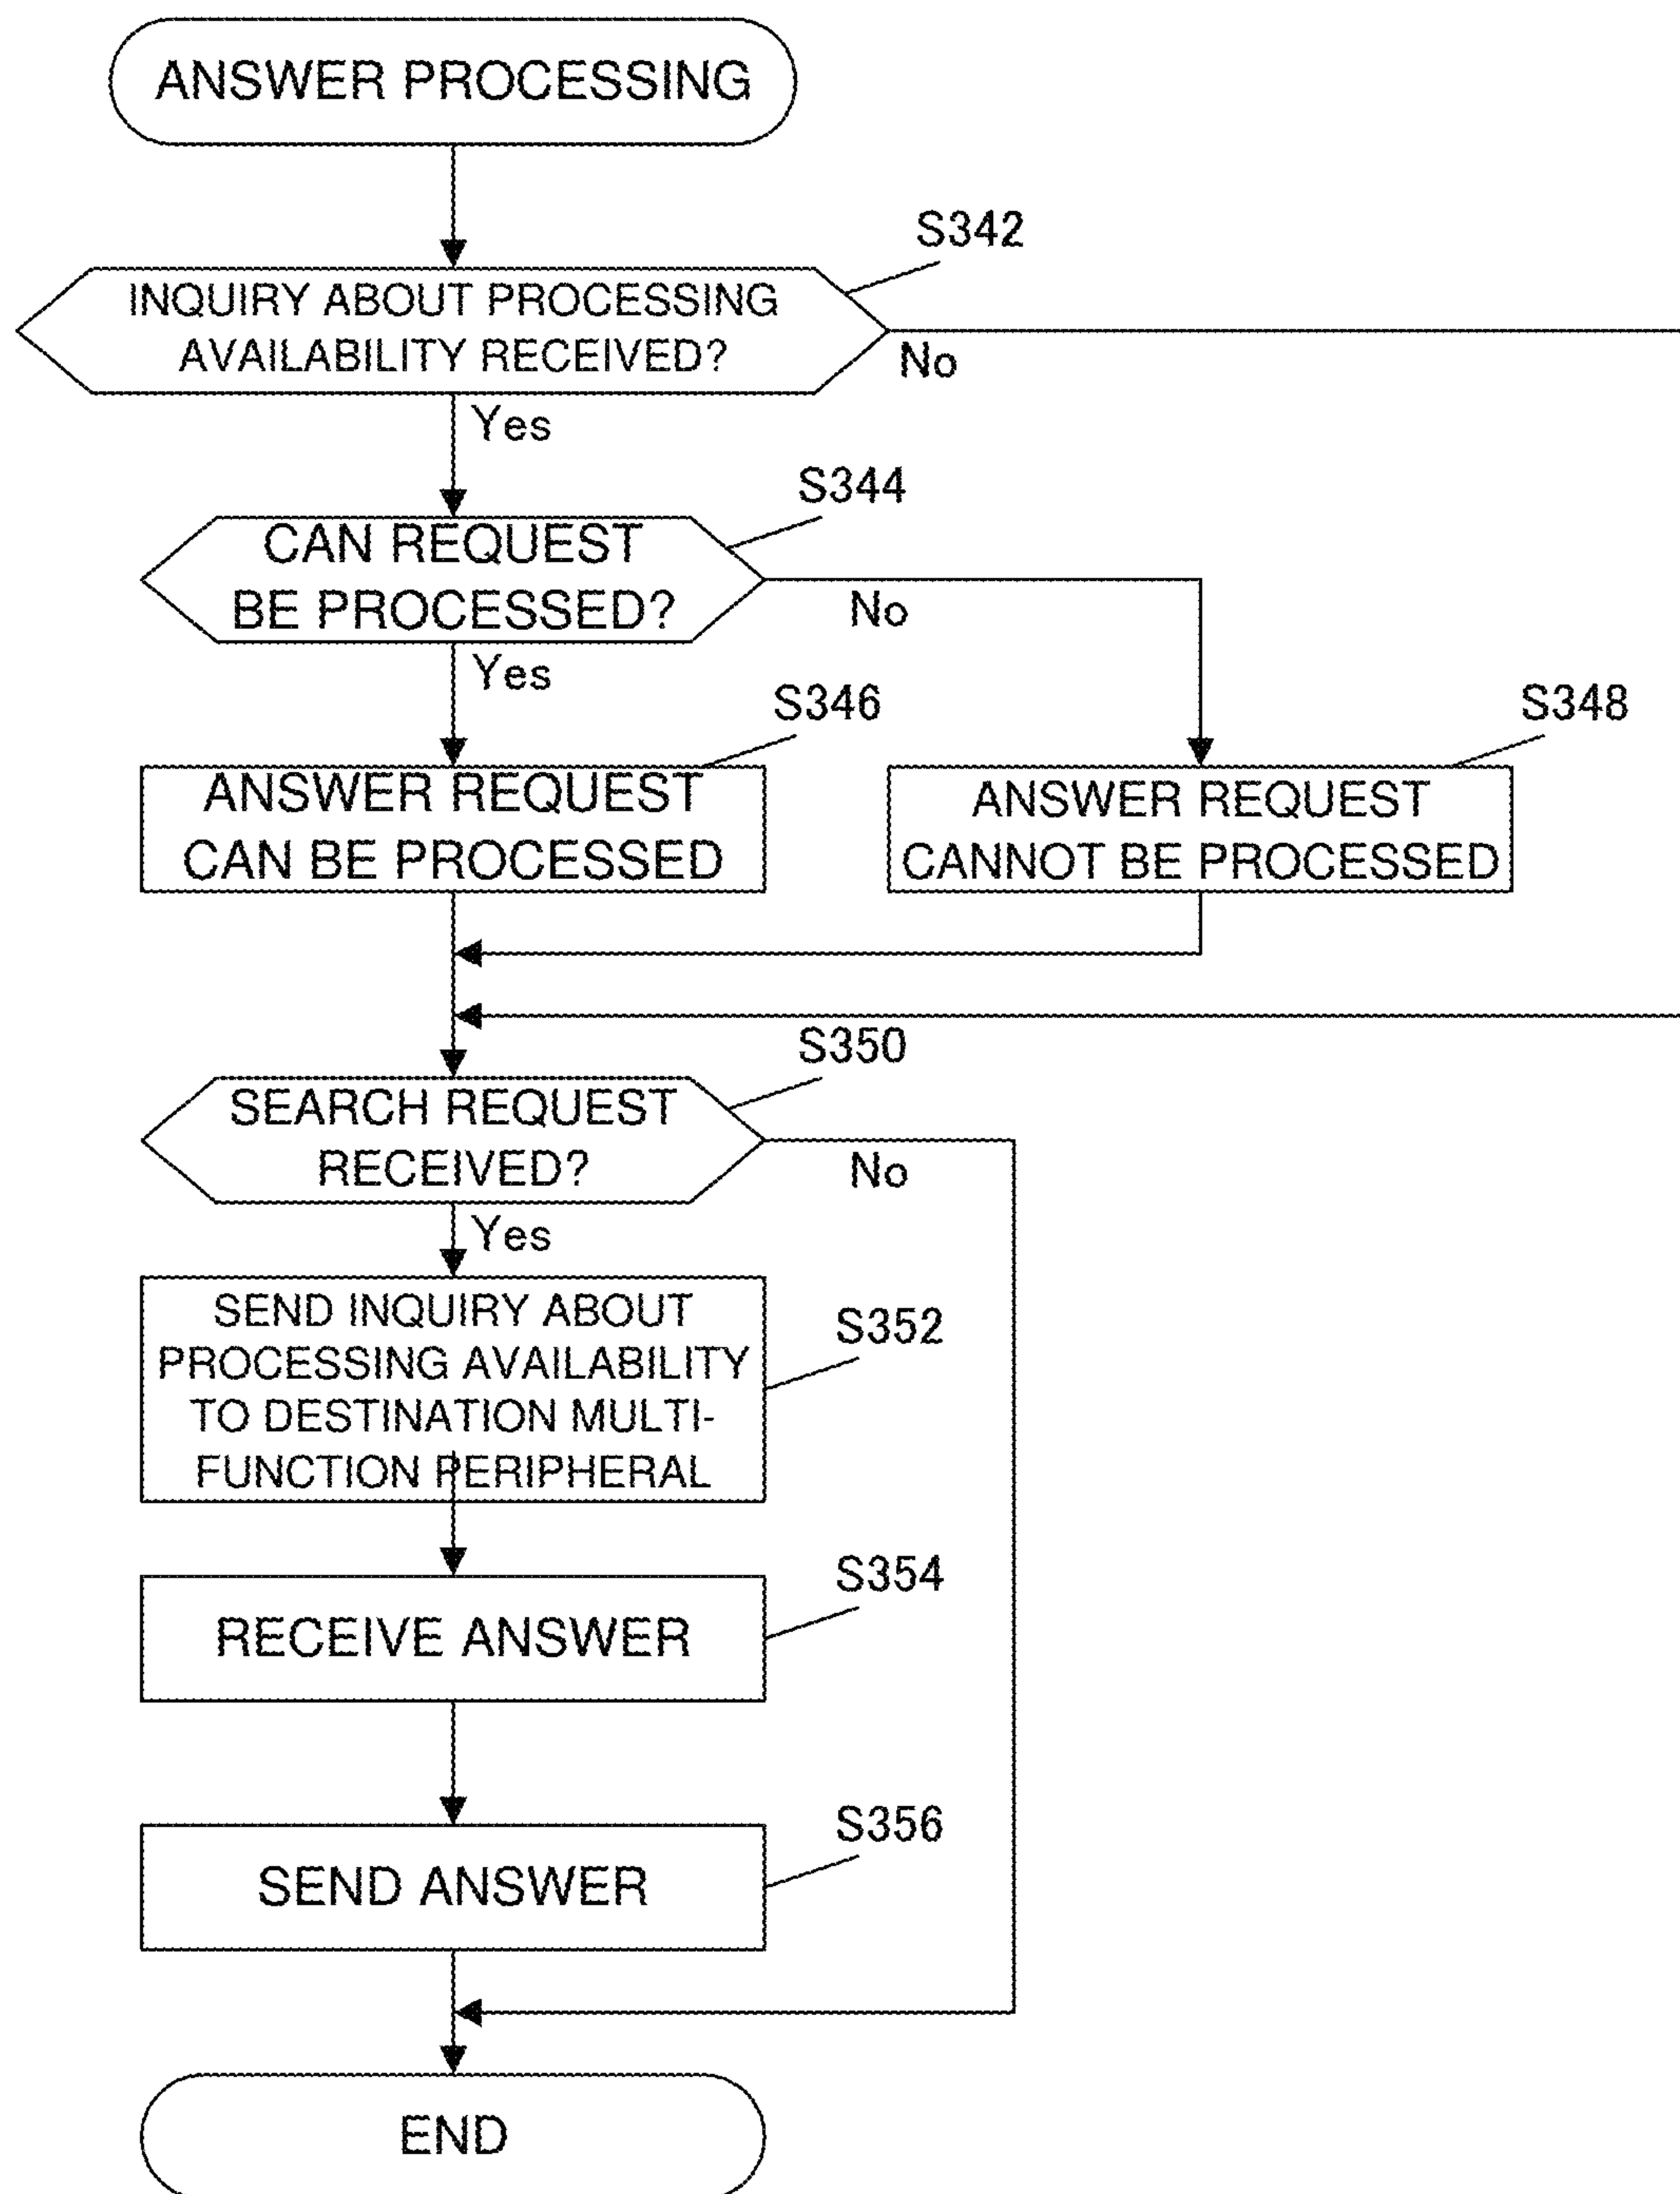 ANSWER PROCESSING
S342
INQUIRY ABOUT PROCESSING
AVAILABILITY RECEIVED?
No
Yes
S344
CAN REQUEST
BE PROCESSED?
No
Yes
S346
S348
ANSWER REQUEST
CAN BE PROCESSED
ANSWER REQUEST
CANNOT BE PROCESSED
S350
SEARCH REQUEST
RECEIVED?
No
Yes
SEND INQUIRY ABOUT
PROCESSING AVAILABILITY
TO DESTINATION MULTI-
FUNCTION PERIPHERAL
S352
S354
RECEIVE ANSWER
S356
SEND ANSWER
END